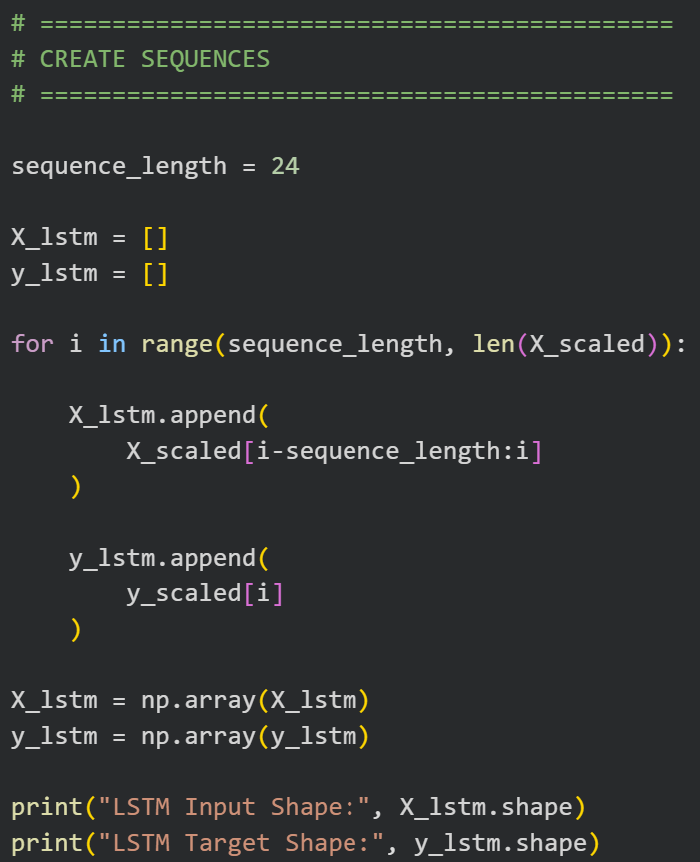 # ============================================
# CREATE SEQUENCES
# ============================================
sequence_length = 24
X_lstm = []
y_lstm = []
for i in range(sequence_length, len(X_scaled)):
    X_lstm.append(
        X_scaled[i-sequence_length:i]
    )
    y_lstm.append(
        y_scaled[i]
    )
X_lstm = np.array(X_lstm)
y_lstm = np.array(y_lstm)
print("LSTM Input Shape:", X_lstm.shape)
print("LSTM Target Shape:", y_lstm.shape)